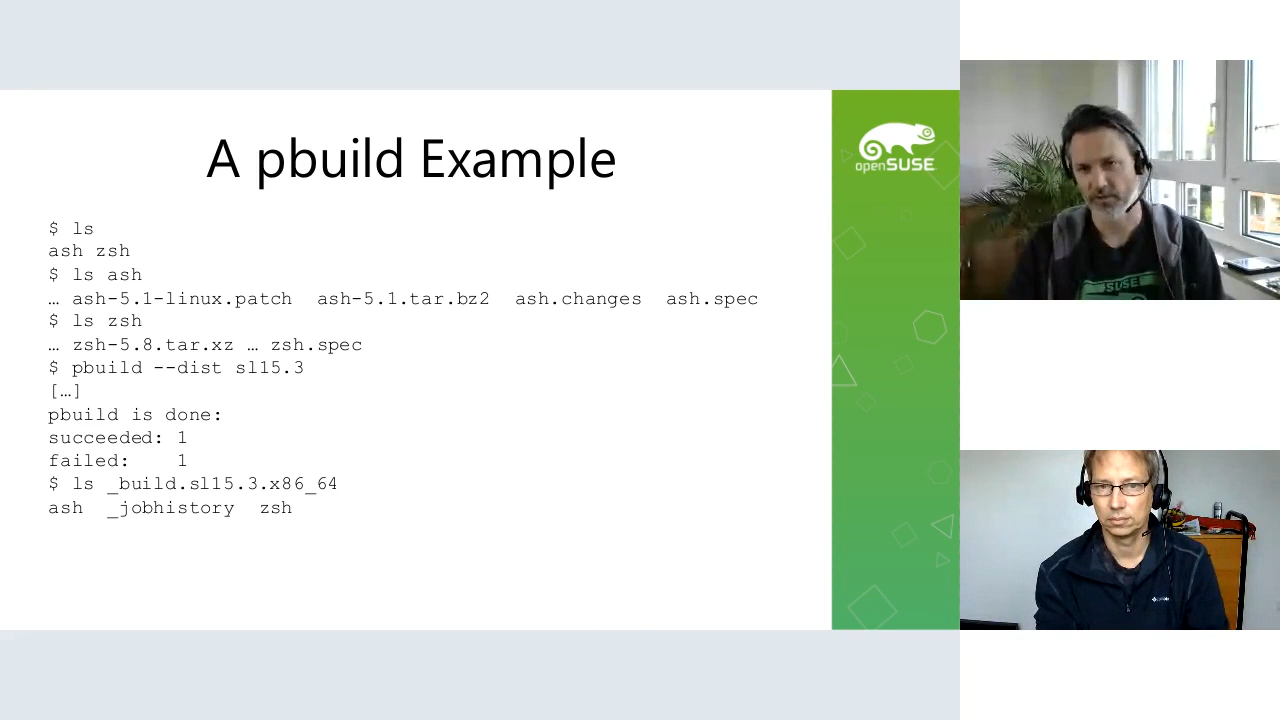 A pbuild Example
$ ls
ash zsh
$ ls ash
… ash-5.1-linux.patch  ash-5.1.tar.bz2  ash.changes  ash.spec
$ ls zsh
… zsh-5.8.tar.xz … zsh.spec
$ pbuild --dist sl15.3
[…]
pbuild is done:
succeeded: 1
failed:    1
$ ls _build.sl15.3.x86_64
ash  _jobhistory  zsh
openSUSE
SUSE